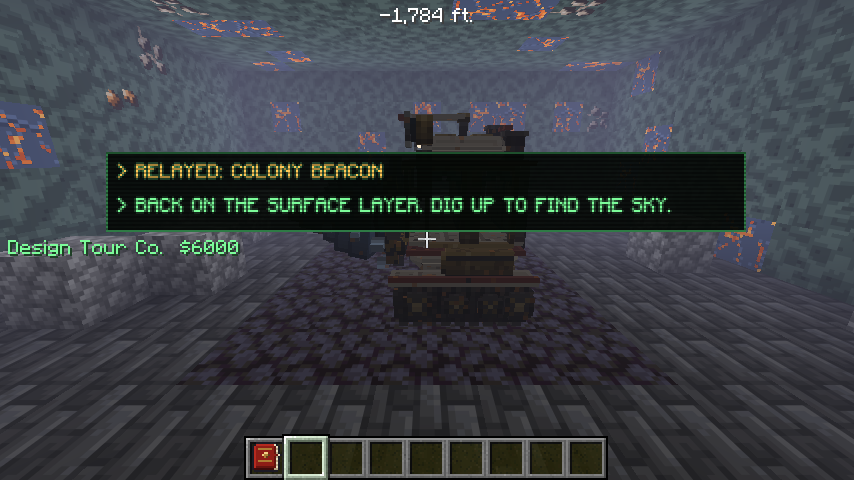 -1,784 ft.
> RELAYED: COLONY BEACON
> BACK ON THE SURFACE LAYER. DIG UP TO FIND THE SKY.
Design Tour Co. $6000